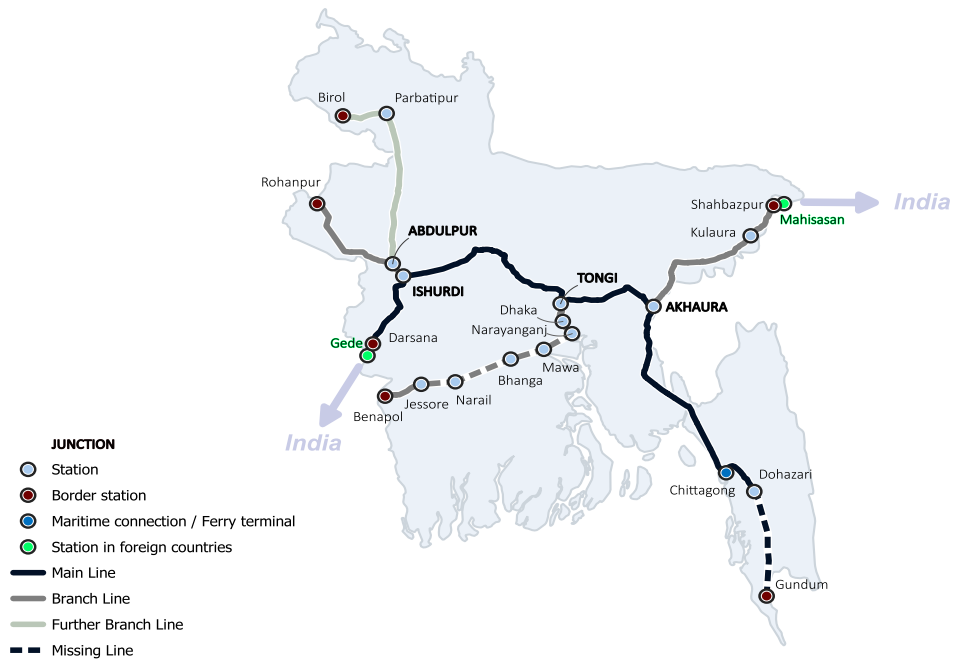 Birol
Parbatipur
Rohanpur
Shahbazpur
India
Mahisasan
Kulaura
ABDULPUR
ISHURDI
TONGI
AKHAURA
Dhaka
Narayanganj
Gede
Darsana
Mawa
Bhanga
Narail
Jessore
Benapol
India
Dohazari
Chittagong
Gundum
JUNCTION
Station
Border station
Maritime connection / Ferry terminal
Station in foreign countries
Main Line
Branch Line
Further Branch Line
Missing Line